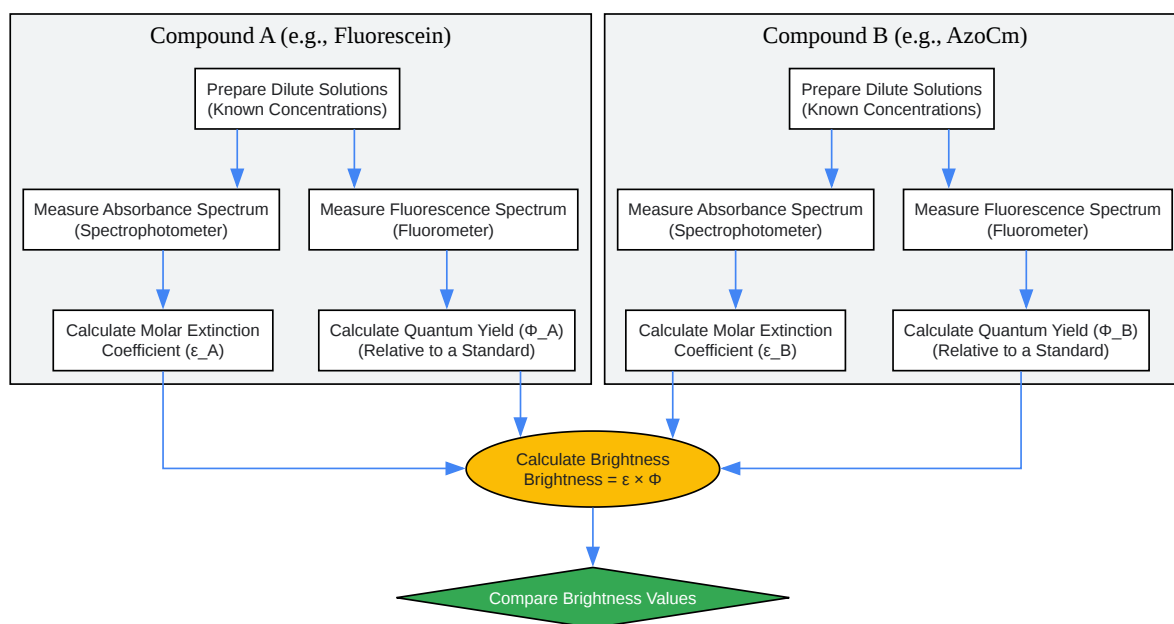 Compound A (e.g., Fluorescein)
Prepare Dilute Solutions
(Known Concentrations)
Measure Absorbance Spectrum
(Spectrophotometer)
Measure Fluorescence Spectrum
(Fluorometer)
Calculate Molar Extinction
Coefficient (ε_A)
Calculate Quantum Yield (Φ_A)
(Relative to a Standard)
Compound B (e.g., AzoCm)
Prepare Dilute Solutions
(Known Concentrations)
Measure Absorbance Spectrum
(Spectrophotometer)
Measure Fluorescence Spectrum
(Fluorometer)
Calculate Molar Extinction
Coefficient (ε_B)
Calculate Quantum Yield (Φ_B)
(Relative to a Standard)
Calculate Brightness
Brightness = ε × Φ
Compare Brightness Values